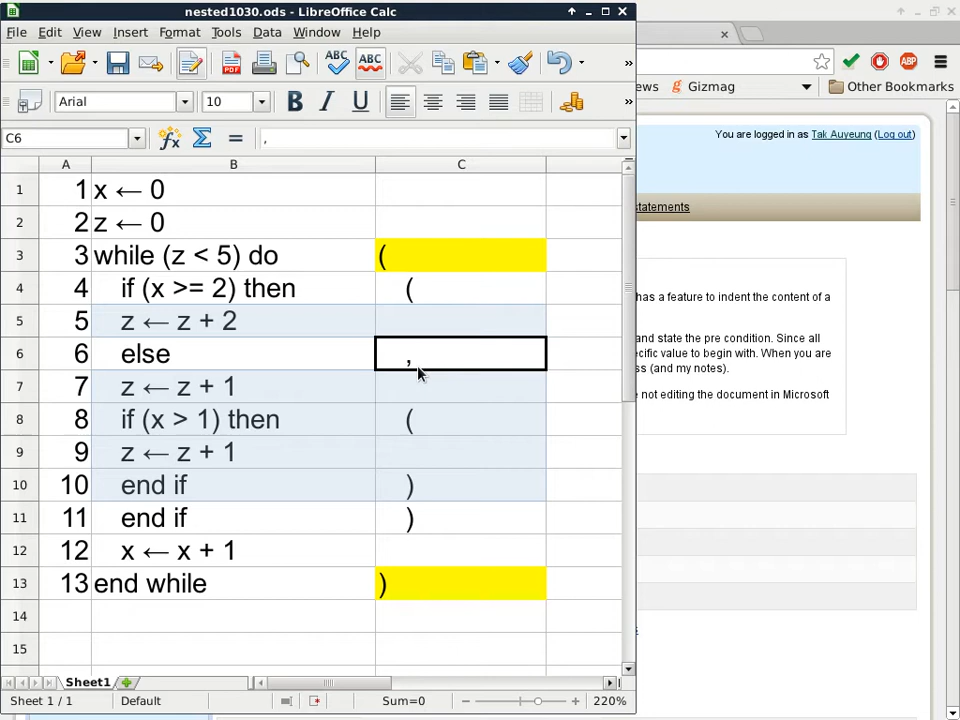 nested1030.ods - LibreOffice Calc
File Edit View Insert Format Tools Data Window Help
Arial 10
C6 ,
A B C
1 1 x ← 0
2 2 z ← 0
3 3 while (z < 5) do (
4 4 if (x >= 2) then (
5 5 z ← z + 2
6 6 else ,
7 7 z ← z + 1
8 8 if (x > 1) then (
9 9 z ← z + 1
10 10 end if )
11 11 end if )
12 12 x ← x + 1
13 13 end while )
14
15
Sheet1
Sheet 1 / 1 Default Sum=0 220%
ABP
ews Gizmag Other Bookmarks
You are logged in as Tak Auyeung (Log out)
statements
has a feature to indent the content of a
and state the pre condition. Since all
ecific value to begin with. When you are
ss (and my notes).
e not editing the document in Microsoft